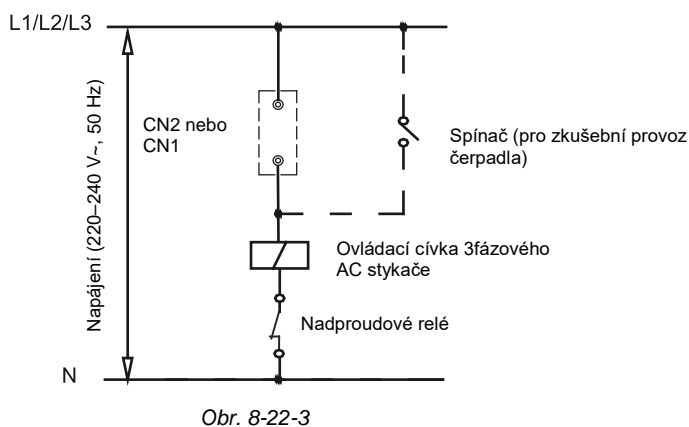 L1/L2/L3
Napájení (220–240 V~, 50 Hz)
CN2 nebo
CN1
Spínač (pro zkušební provoz
čerpadla)
Ovládací cívka 3fázového
AC stykače
Nadproudové relé
N
Obr. 8-22-3